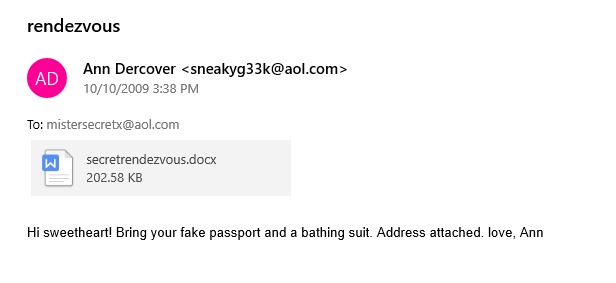 rendezvous
AD
Ann Dercover <sneakyg33k@aol.com>
10/10/2009 3:38 PM
To: mistersecretx@aol.com
W
secretrendezvous.docx
202.58 KB
Hi sweetheart! Bring your fake passport and a bathing suit. Address attached. love, Ann